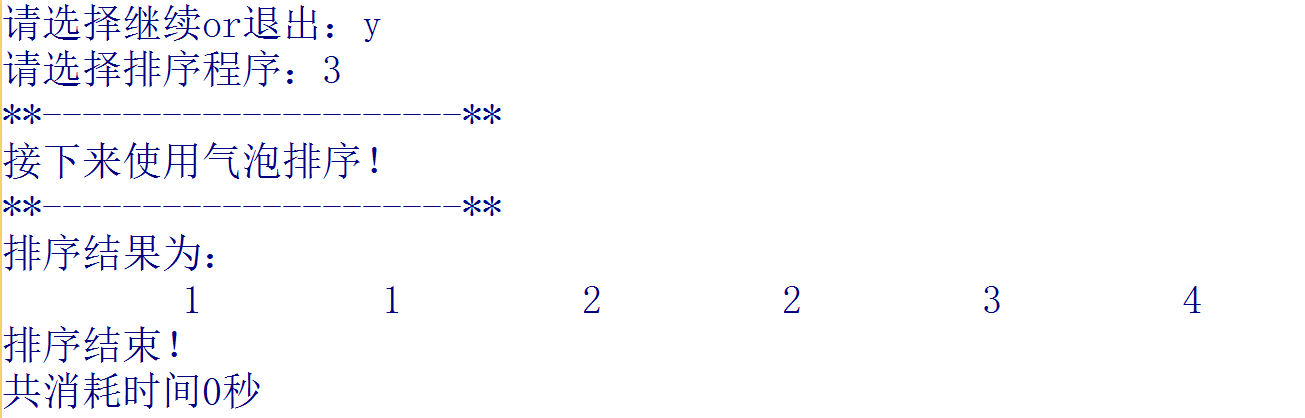 请选择继续or退出：y
请选择排序程序：3
**---------------------**
接下来使用气泡排序！
**---------------------**
排序结果为：
1 1 2 2 3 4
排序结束！
共消耗时间0秒